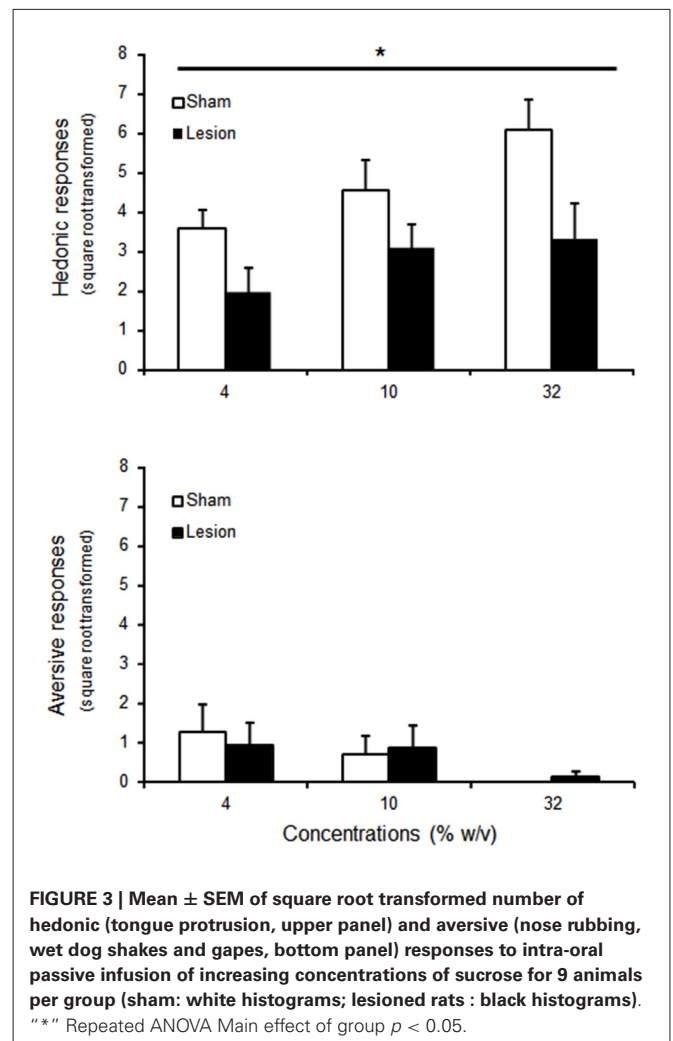 8
*
7
Sham
Lesion
6
5
4
3
2
1
0
Hedonic responses
(square root transformed)
4 10 32
8
7
Sham
Lesion
6
5
4
3
2
1
0
Aversive responses
(square root transformed)
4 10 32
Concentrations (% w/v)
FIGURE 3 | Mean ± SEM of square root transformed number of
hedonic (tongue protrusion, upper panel) and aversive (nose rubbing,
wet dog shakes and gapes, bottom panel) responses to intra-oral
passive infusion of increasing concentrations of sucrose for 9 animals
per group (sham: white histograms; lesioned rats : black histograms).
“*” Repeated ANOVA Main effect of group p < 0.05.